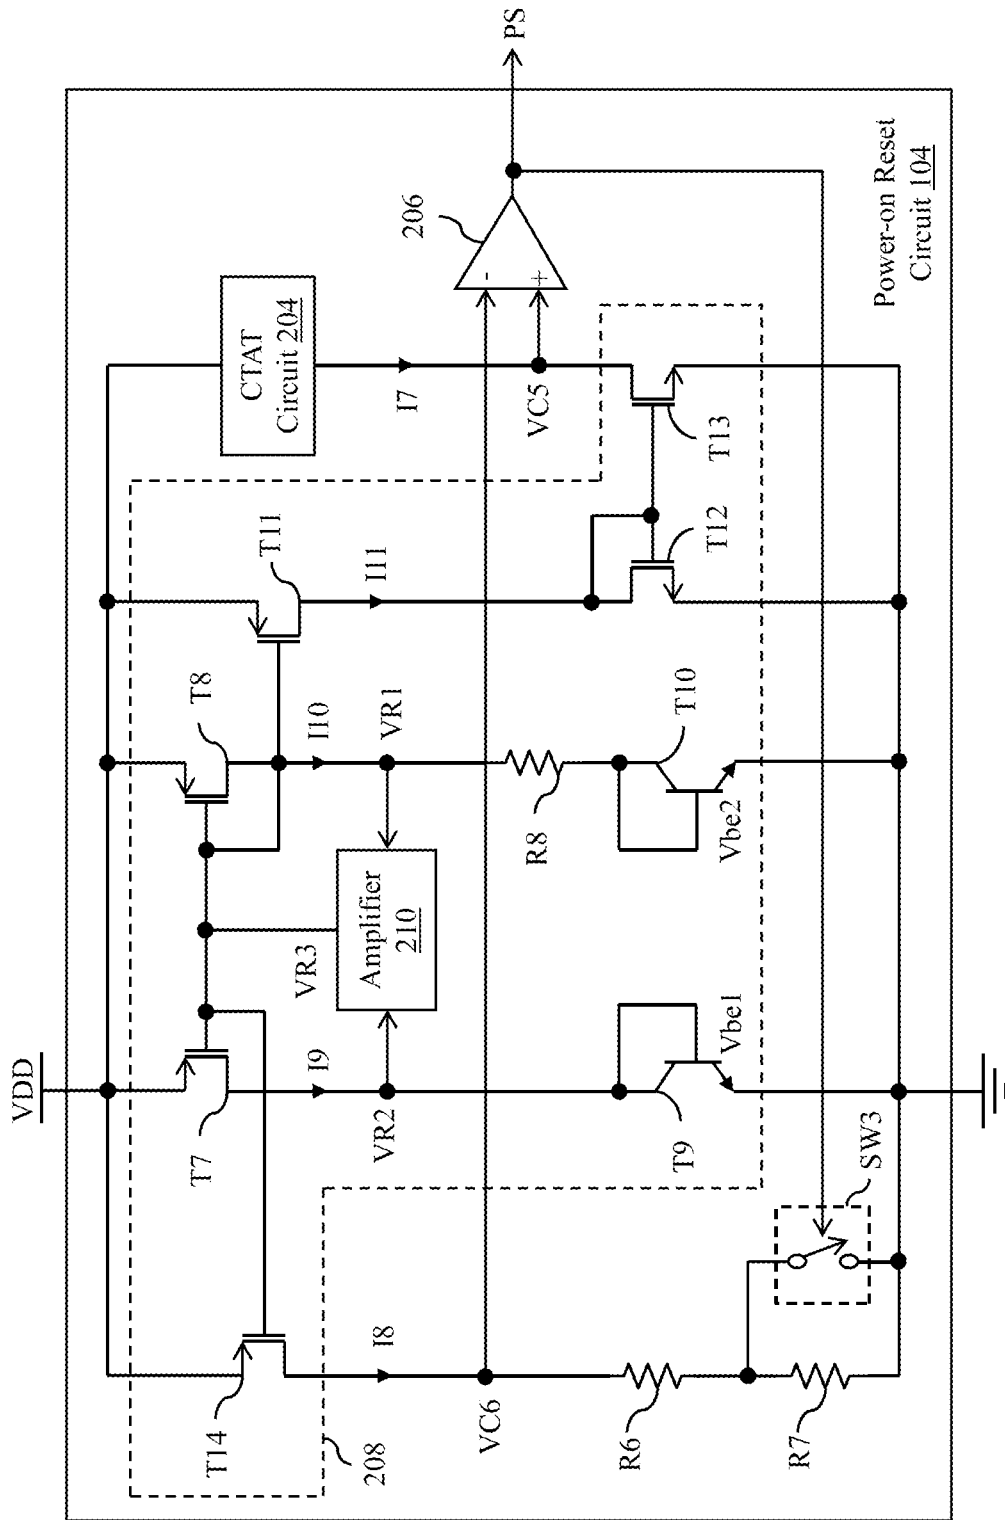 VDD
T14
T7
T8
T11
CTAT
Circuit 204
206
PS
208
I8
I9
VR3
I10
I11
I7
VC6
VR2
Amplifier
210
VR1
VC5
-
+
R6
R8
R7
T9
Vbe1
T10
Vbe2
T12
T13
SW3
Power-on Reset
Circuit 104